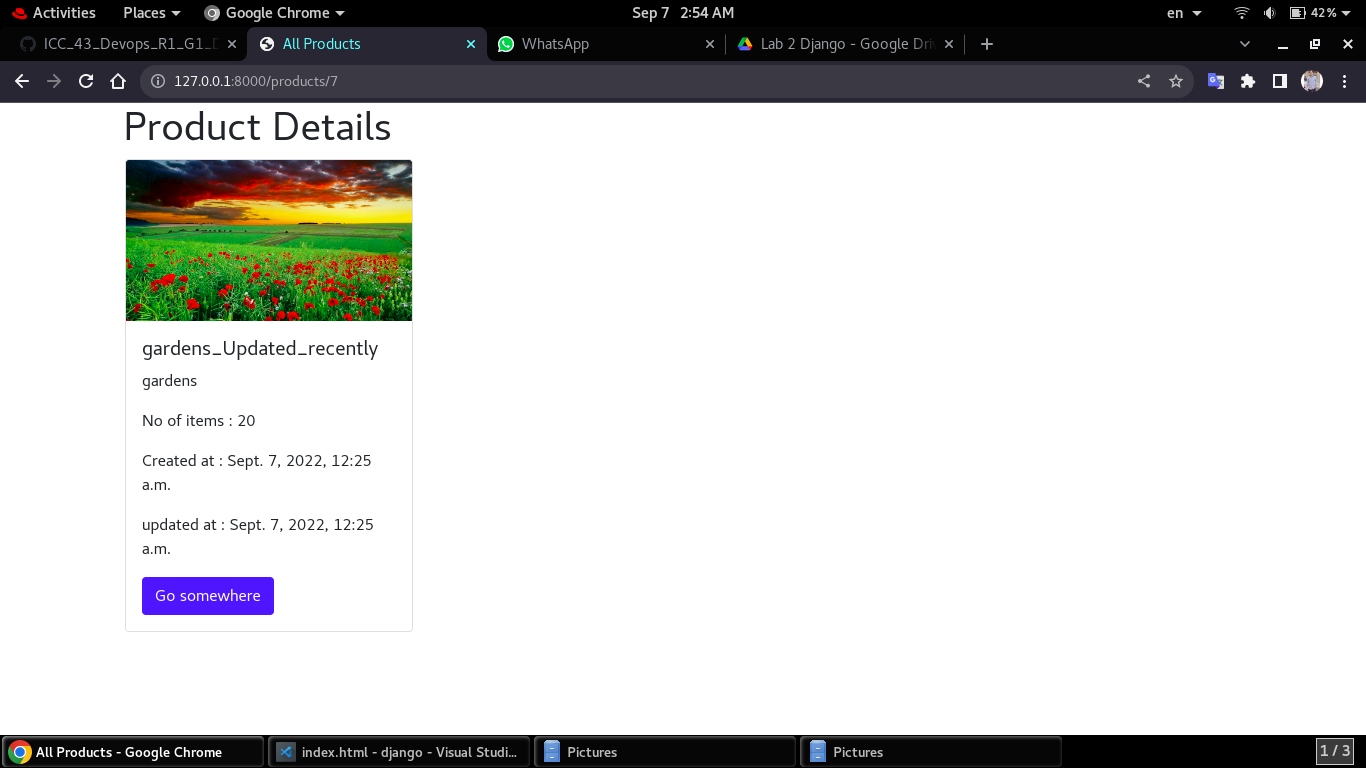 Activities Places Google Chrome Sep 7 2:54 AM en 42%
ICC_43_Devops_R1_G1_D All Products WhatsApp Lab 2 Django - Google Driv
127.0.0.1:8000/products/7
Product Details
gardens_Updated_recently
gardens
No of items : 20
Created at : Sept. 7, 2022, 12:25
a.m.
updated at : Sept. 7, 2022, 12:25
a.m.
Go somewhere
All Products - Google Chrome index.html - django - Visual Studi... Pictures Pictures 1 / 3